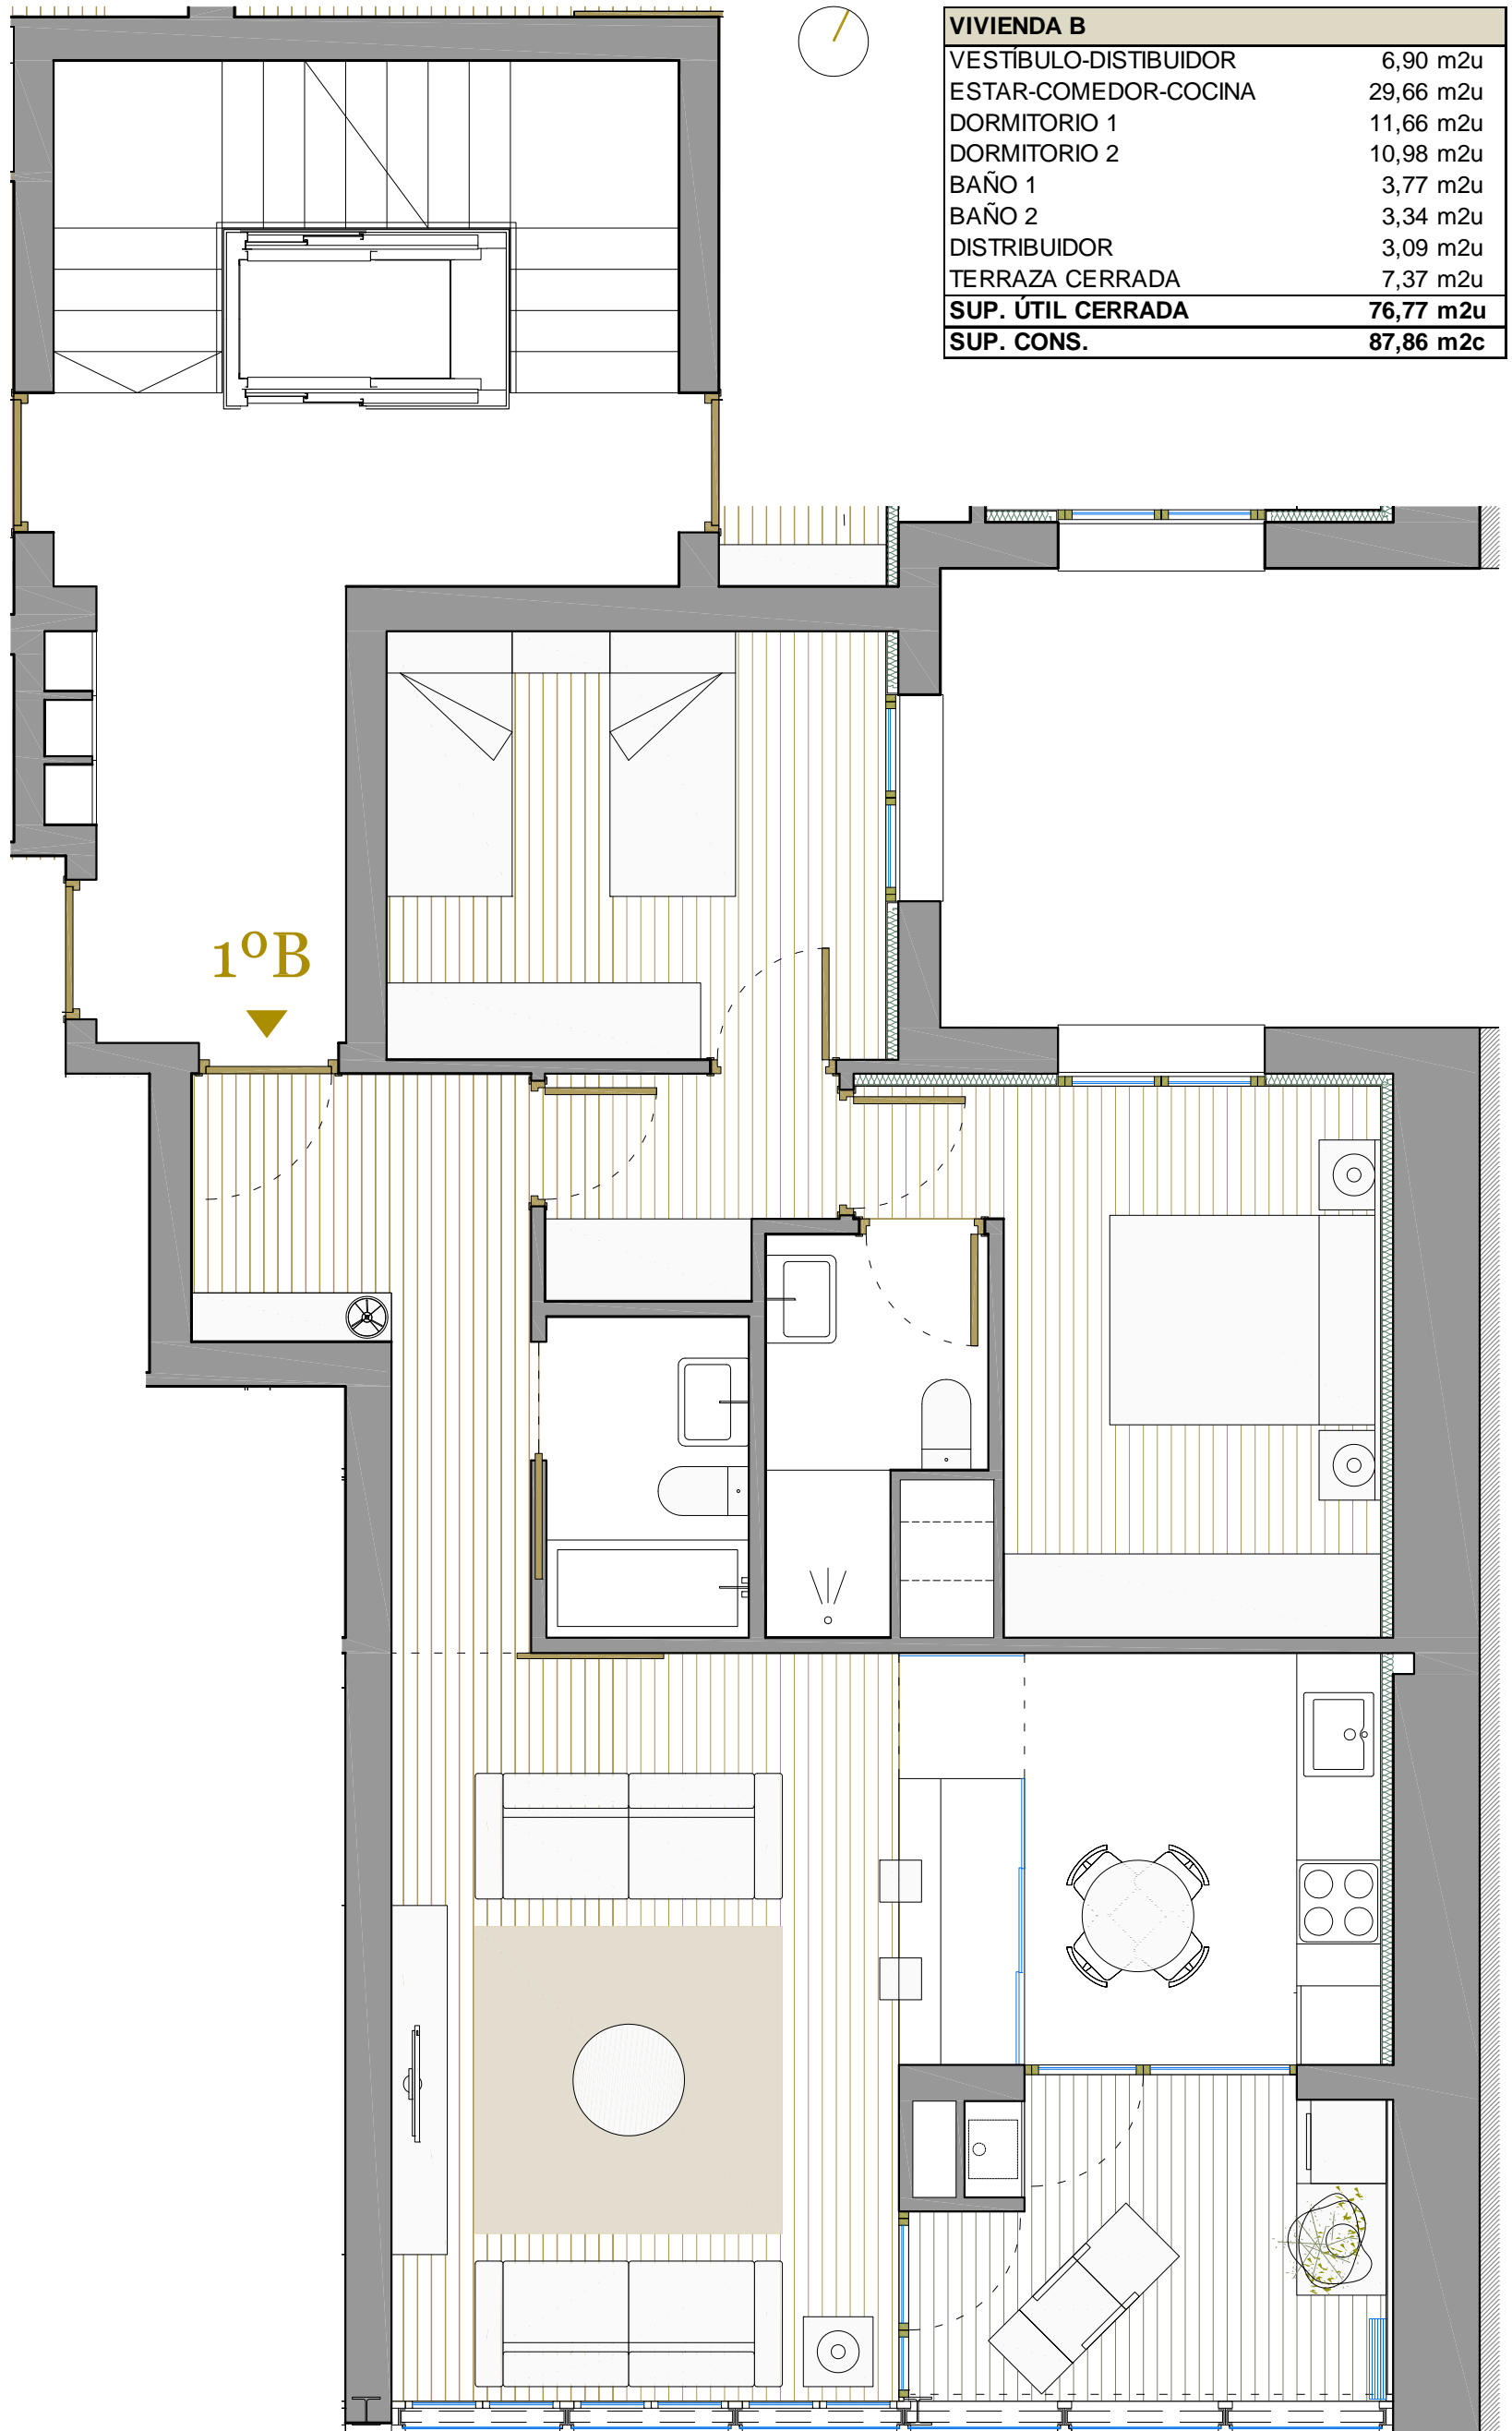 VIVIENDA B
VESTÍBULO-DISTIBUIDOR 6,90 m2u
ESTAR-COMEDOR-COCINA 29,66 m2u
DORMITORIO 1 11,66 m2u
DORMITORIO 2 10,98 m2u
BAÑO 1 3,77 m2u
BAÑO 2 3,34 m2u
DISTRIBUIDOR 3,09 m2u
TERRAZA CERRADA 7,37 m2u
SUP. ÚTIL CERRADA 76,77 m2u
SUP. CONS. 87,86 m2c
1ºB